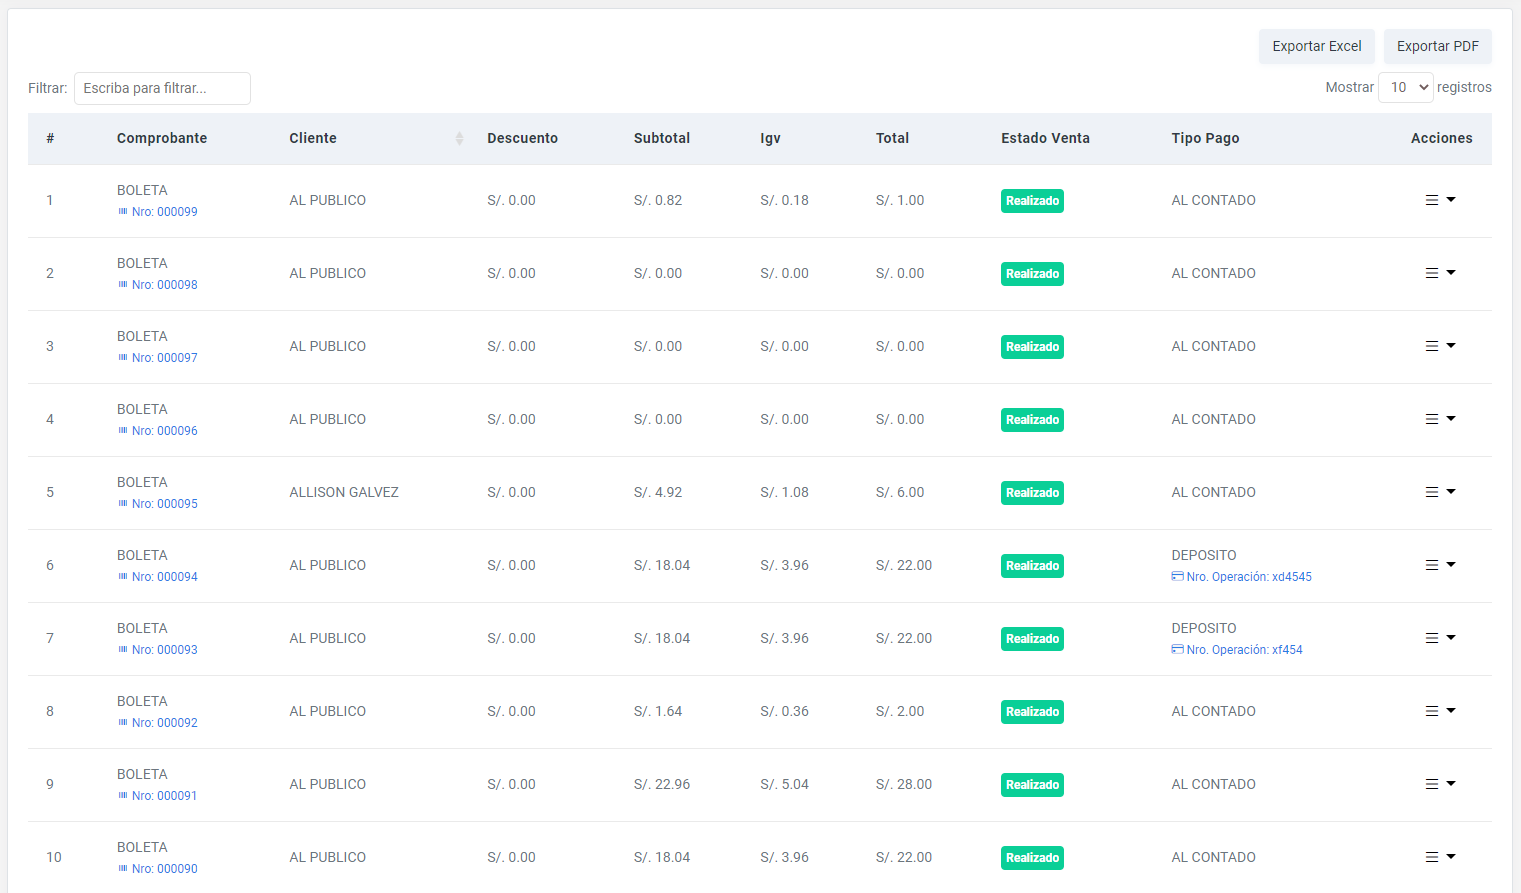 Exportar Excel Exportar PDF
Filtrar: Escriba para filtrar... Mostrar 10 registros
# Comprobante Cliente Descuento Subtotal Igv Total Estado Venta Tipo Pago Acciones
1 BOLETA AL PUBLICO S/. 0.00 S/. 0.82 S/. 0.18 S/. 1.00 Realizado AL CONTADO
Nro: 000099
2 BOLETA AL PUBLICO S/. 0.00 S/. 0.00 S/. 0.00 S/. 0.00 Realizado AL CONTADO
Nro: 000098
3 BOLETA AL PUBLICO S/. 0.00 S/. 0.00 S/. 0.00 S/. 0.00 Realizado AL CONTADO
Nro: 000097
4 BOLETA AL PUBLICO S/. 0.00 S/. 0.00 S/. 0.00 S/. 0.00 Realizado AL CONTADO
Nro: 000096
5 BOLETA ALLISON GALVEZ S/. 0.00 S/. 4.92 S/. 1.08 S/. 6.00 Realizado AL CONTADO
Nro: 000095
6 BOLETA AL PUBLICO S/. 0.00 S/. 18.04 S/. 3.96 S/. 22.00 Realizado DEPOSITO
Nro: 000094 Nro. Operación: xd4545
7 BOLETA AL PUBLICO S/. 0.00 S/. 18.04 S/. 3.96 S/. 22.00 Realizado DEPOSITO
Nro: 000093 Nro. Operación: xf454
8 BOLETA AL PUBLICO S/. 0.00 S/. 1.64 S/. 0.36 S/. 2.00 Realizado AL CONTADO
Nro: 000092
9 BOLETA AL PUBLICO S/. 0.00 S/. 22.96 S/. 5.04 S/. 28.00 Realizado AL CONTADO
Nro: 000091
10 BOLETA AL PUBLICO S/. 0.00 S/. 18.04 S/. 3.96 S/. 22.00 Realizado AL CONTADO
Nro: 000090